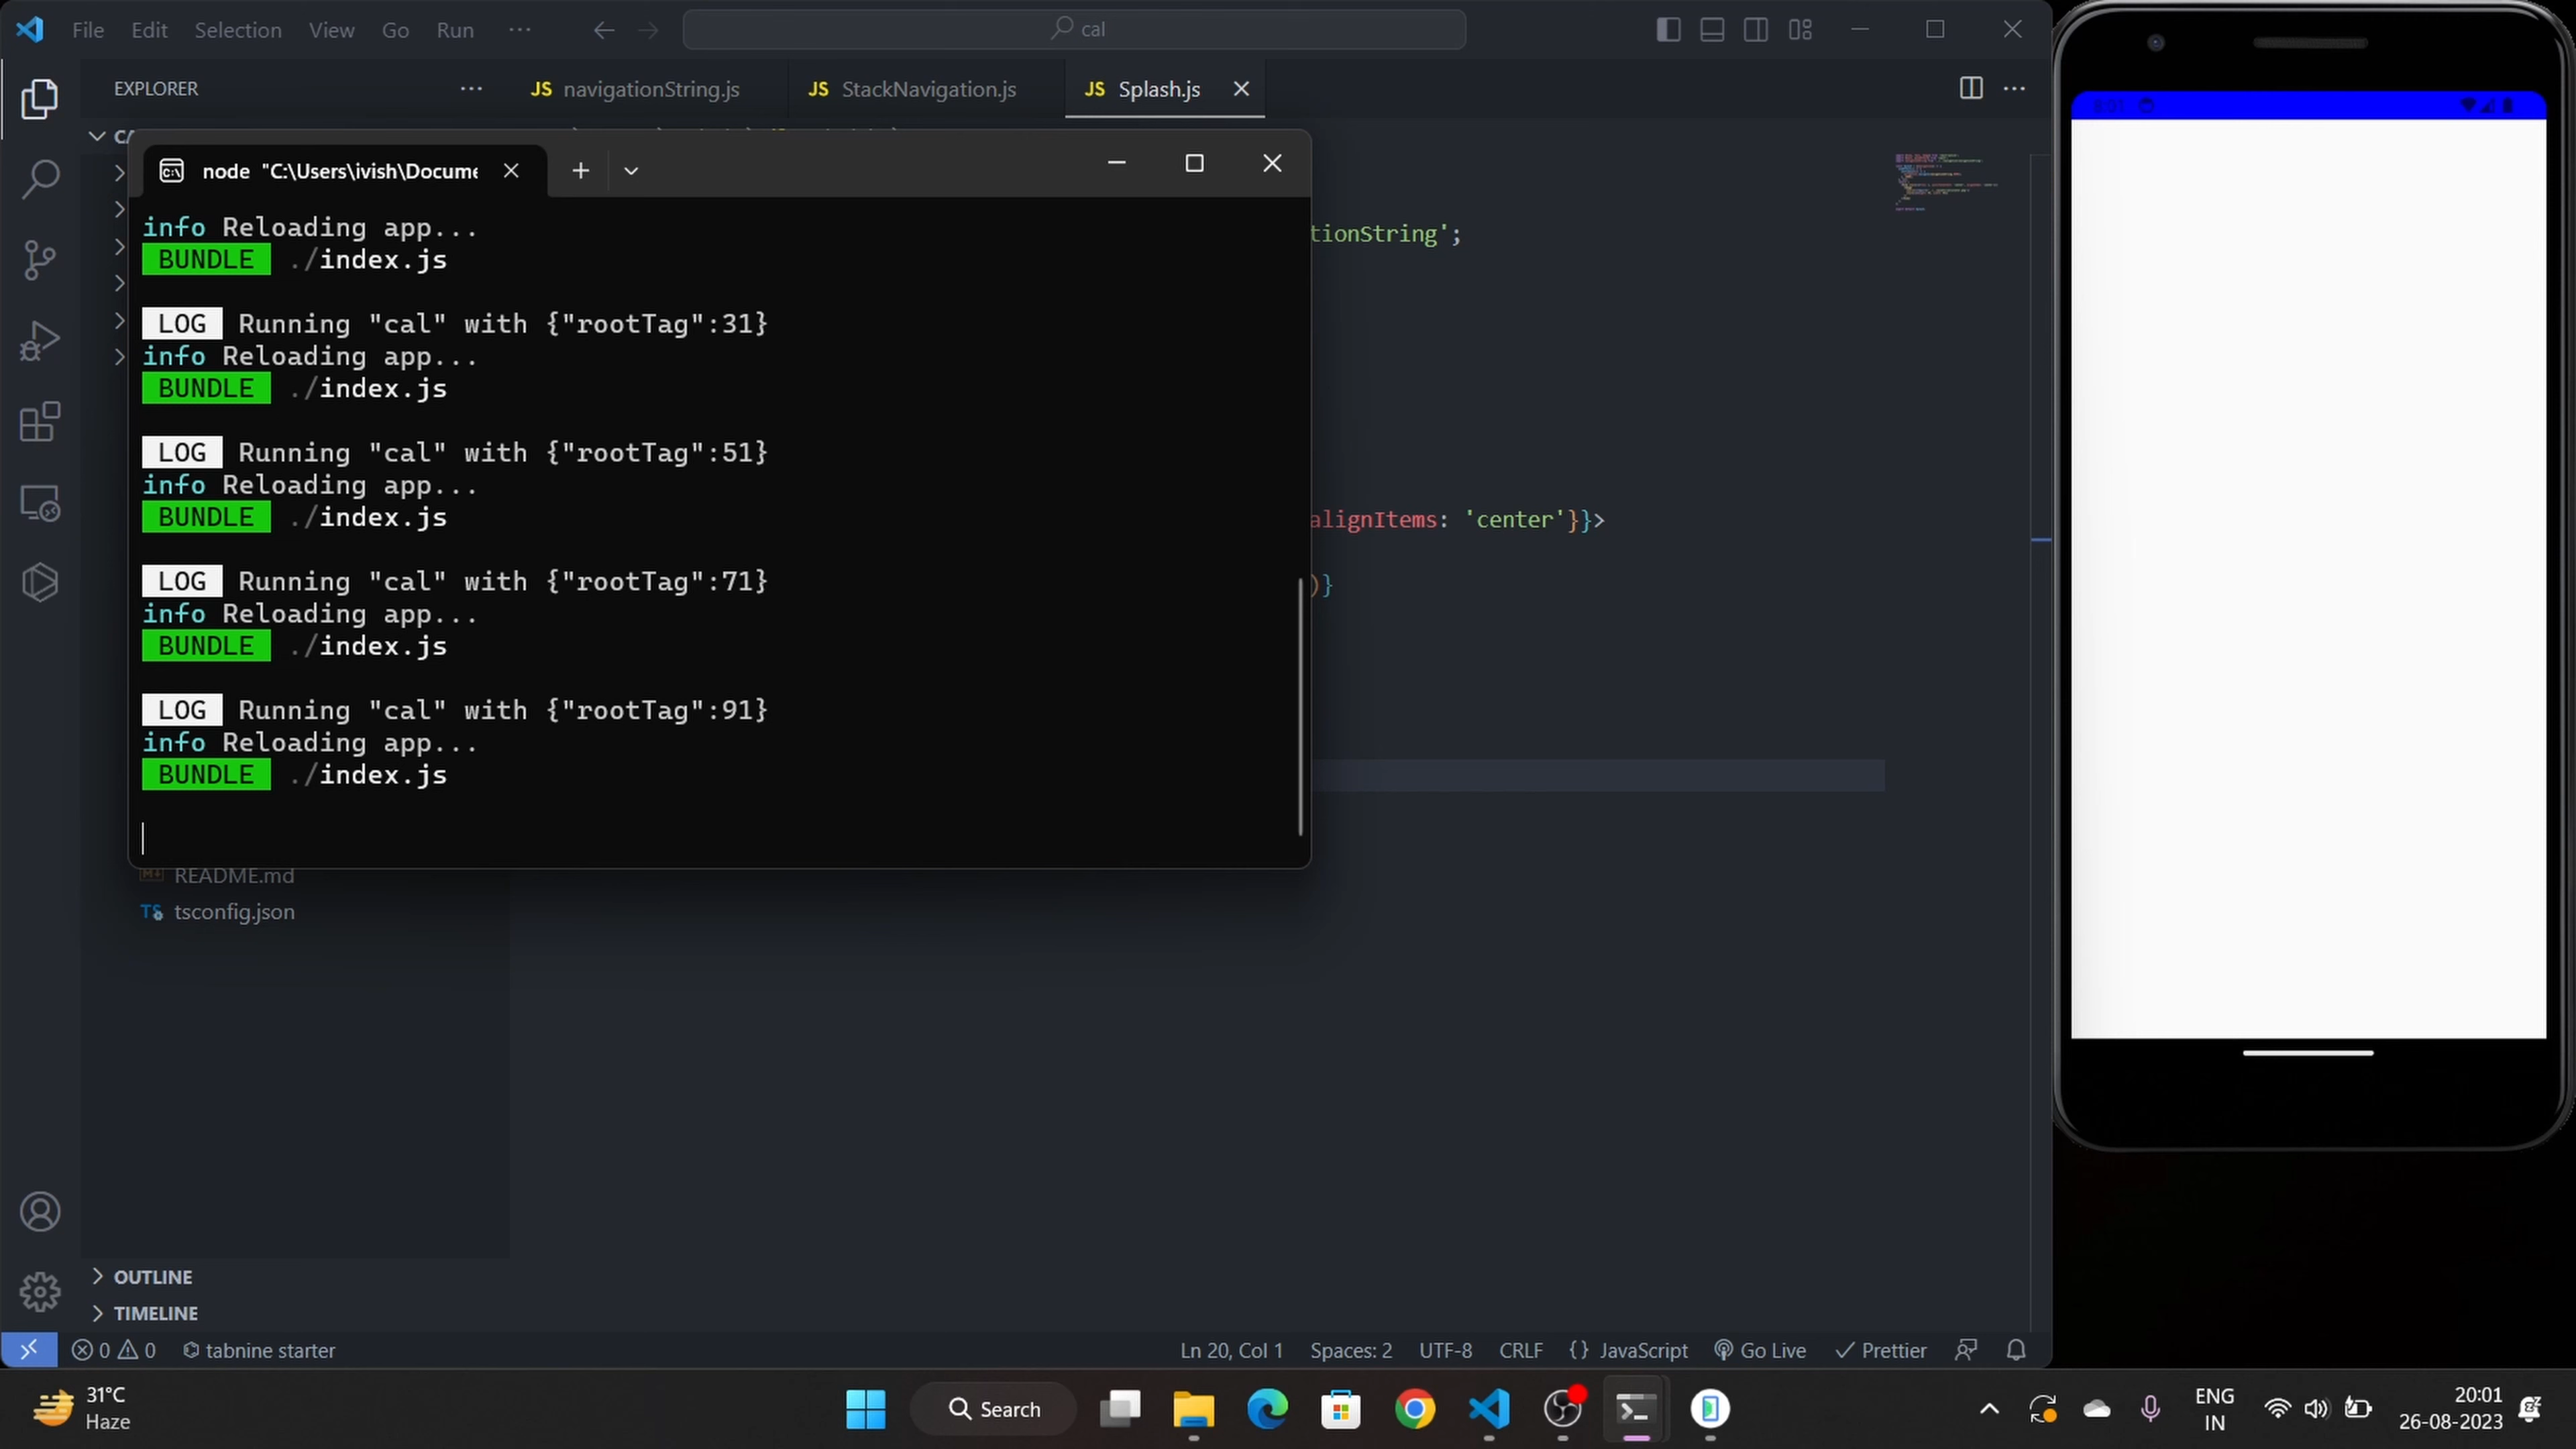 File Edit Selection View Go Run ··· cal
EXPLORER ···
JS navigationString.js
JS StackNavigation.js
JS Splash.js
node "C:\Users\ivish\Docume
info Reloading app...
BUNDLE ./index.js
LOG Running "cal" with {"rootTag":31}
info Reloading app...
BUNDLE ./index.js
LOG Running "cal" with {"rootTag":51}
info Reloading app...
BUNDLE ./index.js
LOG Running "cal" with {"rootTag":71}
info Reloading app...
BUNDLE ./index.js
LOG Running "cal" with {"rootTag":91}
info Reloading app...
BUNDLE ./index.js
tionString';
alignItems: 'center'}}>
)}
README.md
TS tsconfig.json
OUTLINE
TIMELINE
0 0 tabnine starter
Ln 20, Col 1 Spaces: 2 UTF-8 CRLF {} JavaScript Go Live Prettier
31°C
Haze
Search
ENG
IN
20:01
26-08-2023
8:01